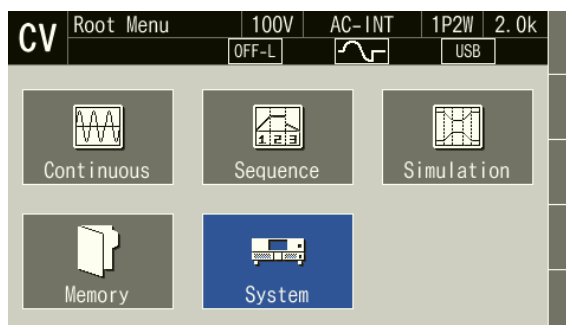 CV Root Menu 100V AC-INT 1P2W 2.0k
OFF-L USB
1 2 3
Continuous Sequence Simulation
Memory System